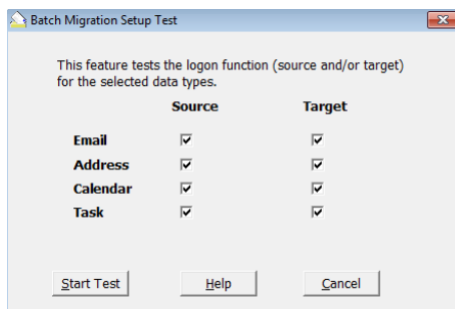 Batch Migration Setup Test
This feature tests the logon function (source and/or target)
for the selected data types.
Source Target
Email
Address
Calendar
Task
Start Test Help Cancel